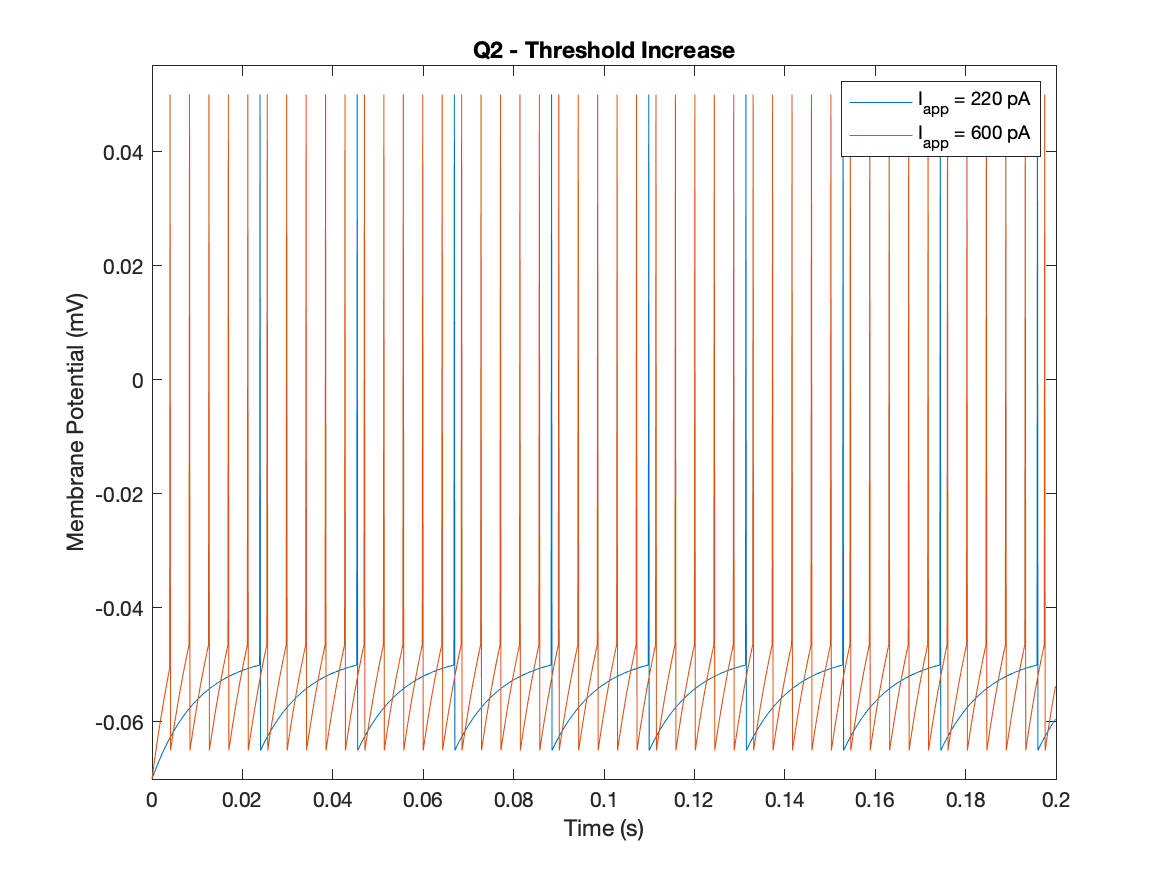 Q2 - Threshold Increase
I_app = 220 pA
I_app = 600 pA
Membrane Potential (mV)
0.04
0.02
0
-0.02
-0.04
-0.06
0 0.02 0.04 0.06 0.08 0.1 0.12 0.14 0.16 0.18 0.2
Time (s)